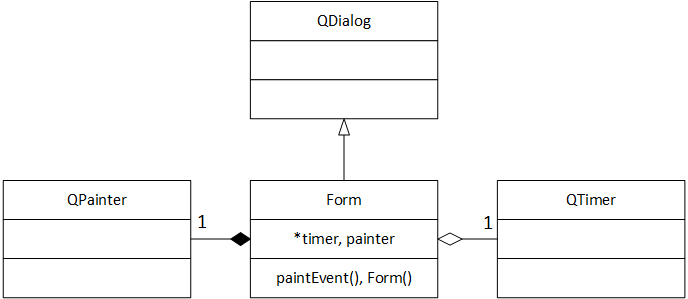 QDialog
QPainter
1
Form
*timer, painter
paintEvent(), Form()
1
QTimer